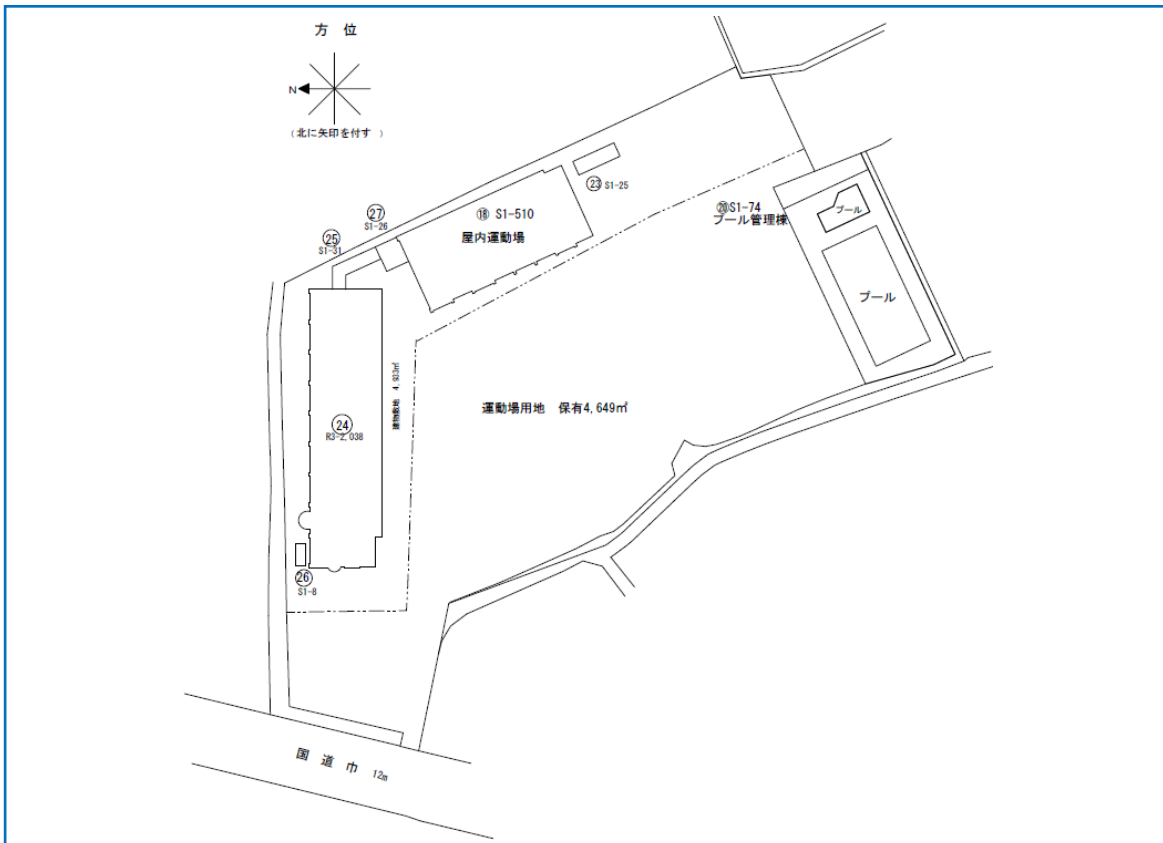 方 位
N
（北に矢印を付す ）
㉓ S1-25
㉗
S1-26
⑱ S1-510
屋内運動場
⑳S1-74
プール管理棟
プール
㉕
S1-31
プール
運動場用地 保有4,649㎡
㉔
R3-2,038
㉖
S1-8
国 道 巾 12m